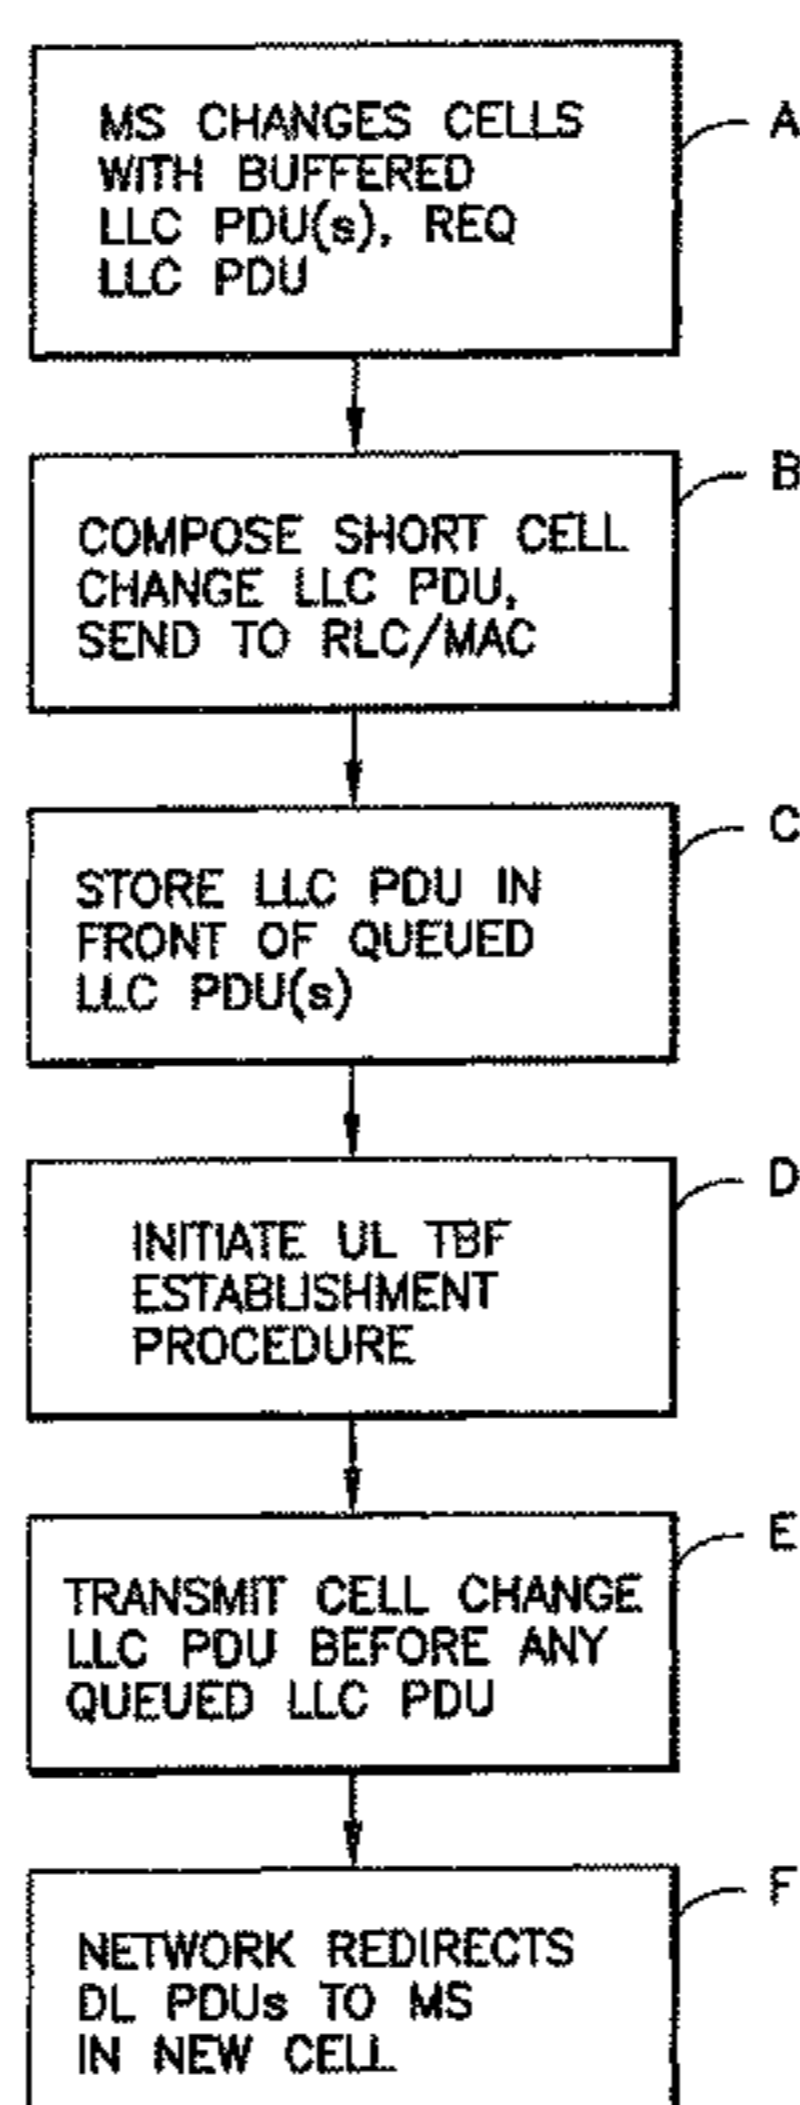 MS CHANGES CELLS
WITH BUFFERED
LLC PDU(s), REQ
LLC PDU
A
COMPOSE SHORT CELL
CHANGE LLC PDU,
SEND TO RLC/MAC
B
STORE LLC PDU IN
FRONT OF QUEUED
LLC PDU(s)
C
INITIATE UL TBF
ESTABLISHMENT
PROCEDURE
D
TRANSMIT CELL CHANGE
LLC PDU BEFORE ANY
QUEUED LLC PDU
E
NETWORK REDIRECTS
DL PDUs TO MS
IN NEW CELL
F